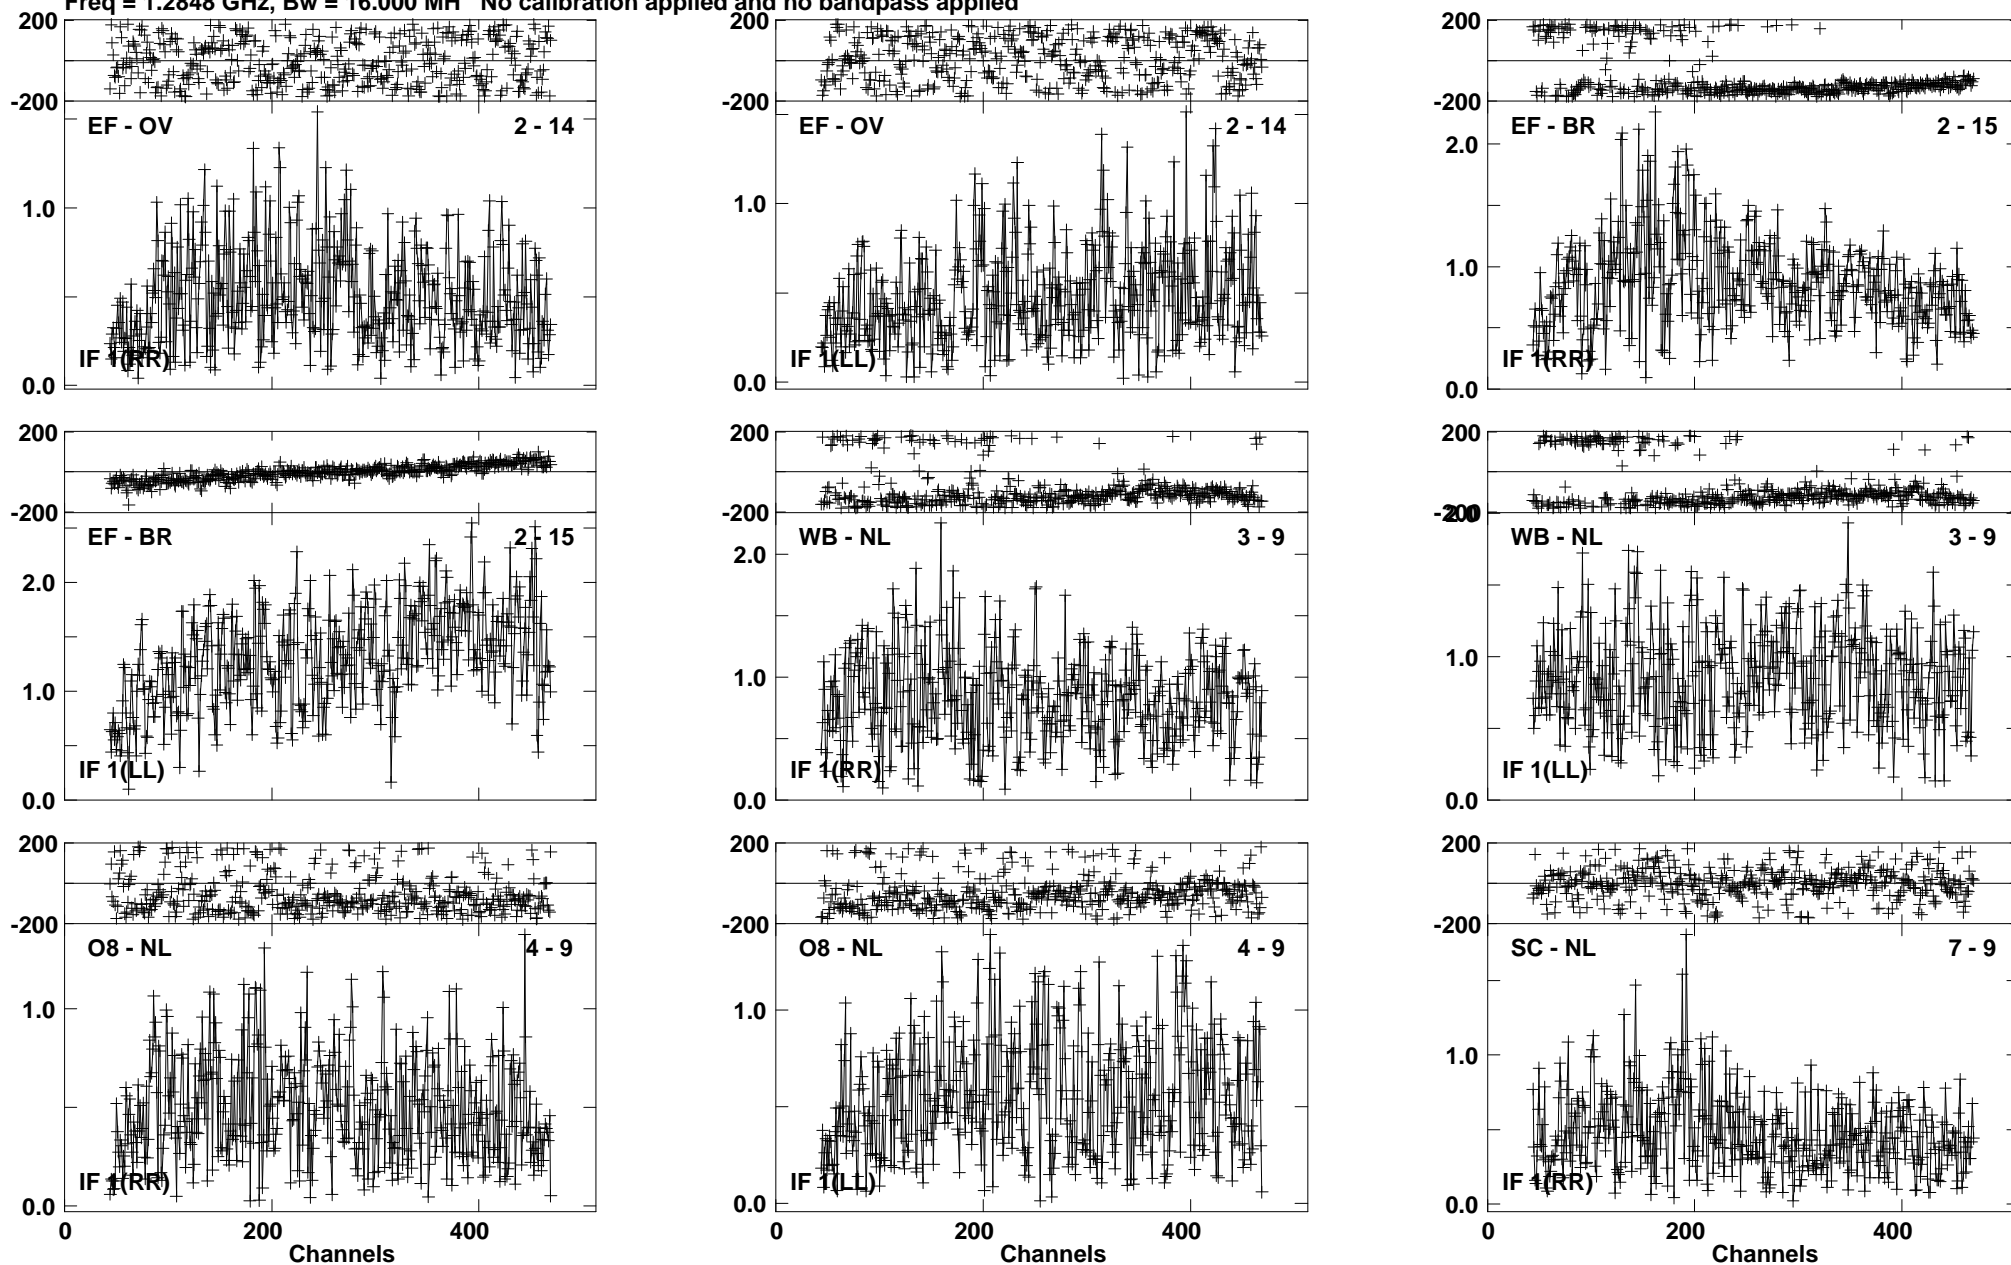 Freq = 1.2848 GHz, Bw = 16.000 MH No calibration applied and no bandpass applied
200
-200
EF - OV 2 - 14
1.0
0.0
IF 1(RR)
200
-200
EF - OV 2 - 14
1.0
0.0
IF 1(LL)
200
-200
EF - BR 2 - 15
2.0
1.0
0.0
IF 1(RR)
200
-200
EF - BR 2 - 15
2.0
1.0
0.0
IF 1(LL)
200
-200
WB - NL 3 - 9
2.0
1.0
0.0
IF 1(RR)
200
-200
2.0
WB - NL 3 - 9
1.0
0.0
IF 1(LL)
200
-200
O8 - NL 4 - 9
1.0
0.0
IF 1(RR)
0 200 400
Channels
200
-200
O8 - NL 4 - 9
1.0
0.0
IF 1(LL)
0 200 400
Channels
200
-200
SC - NL 7 - 9
1.0
0.0
IF 1(RR)
0 200 400
Channels